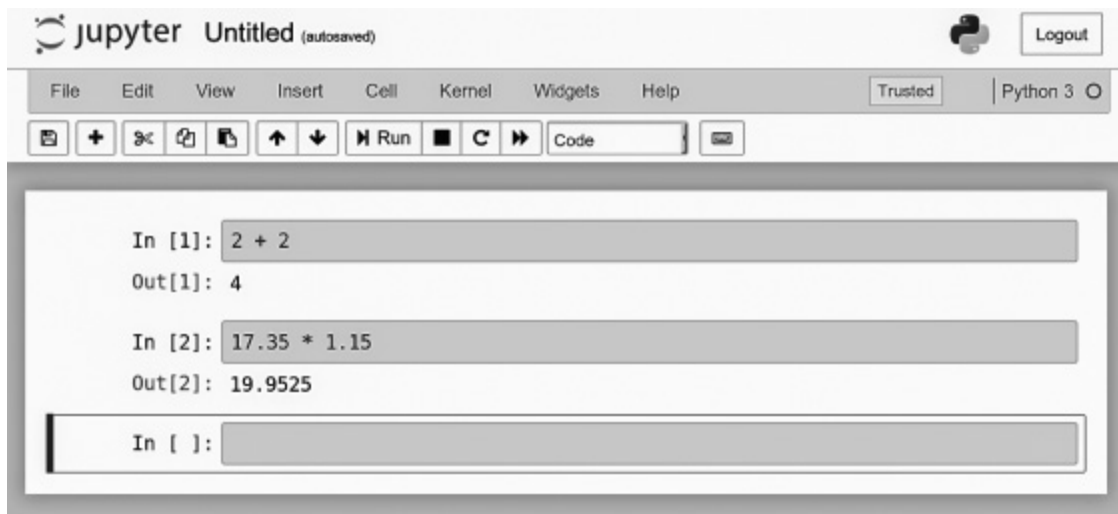 jupyter Untitled (autosaved) Logout
File Edit View Insert Cell Kernel Widgets Help Trusted Python 3
Run Code
In [1]: 2 + 2
Out[1]: 4
In [2]: 17.35 * 1.15
Out[2]: 19.9525
In [ ]: